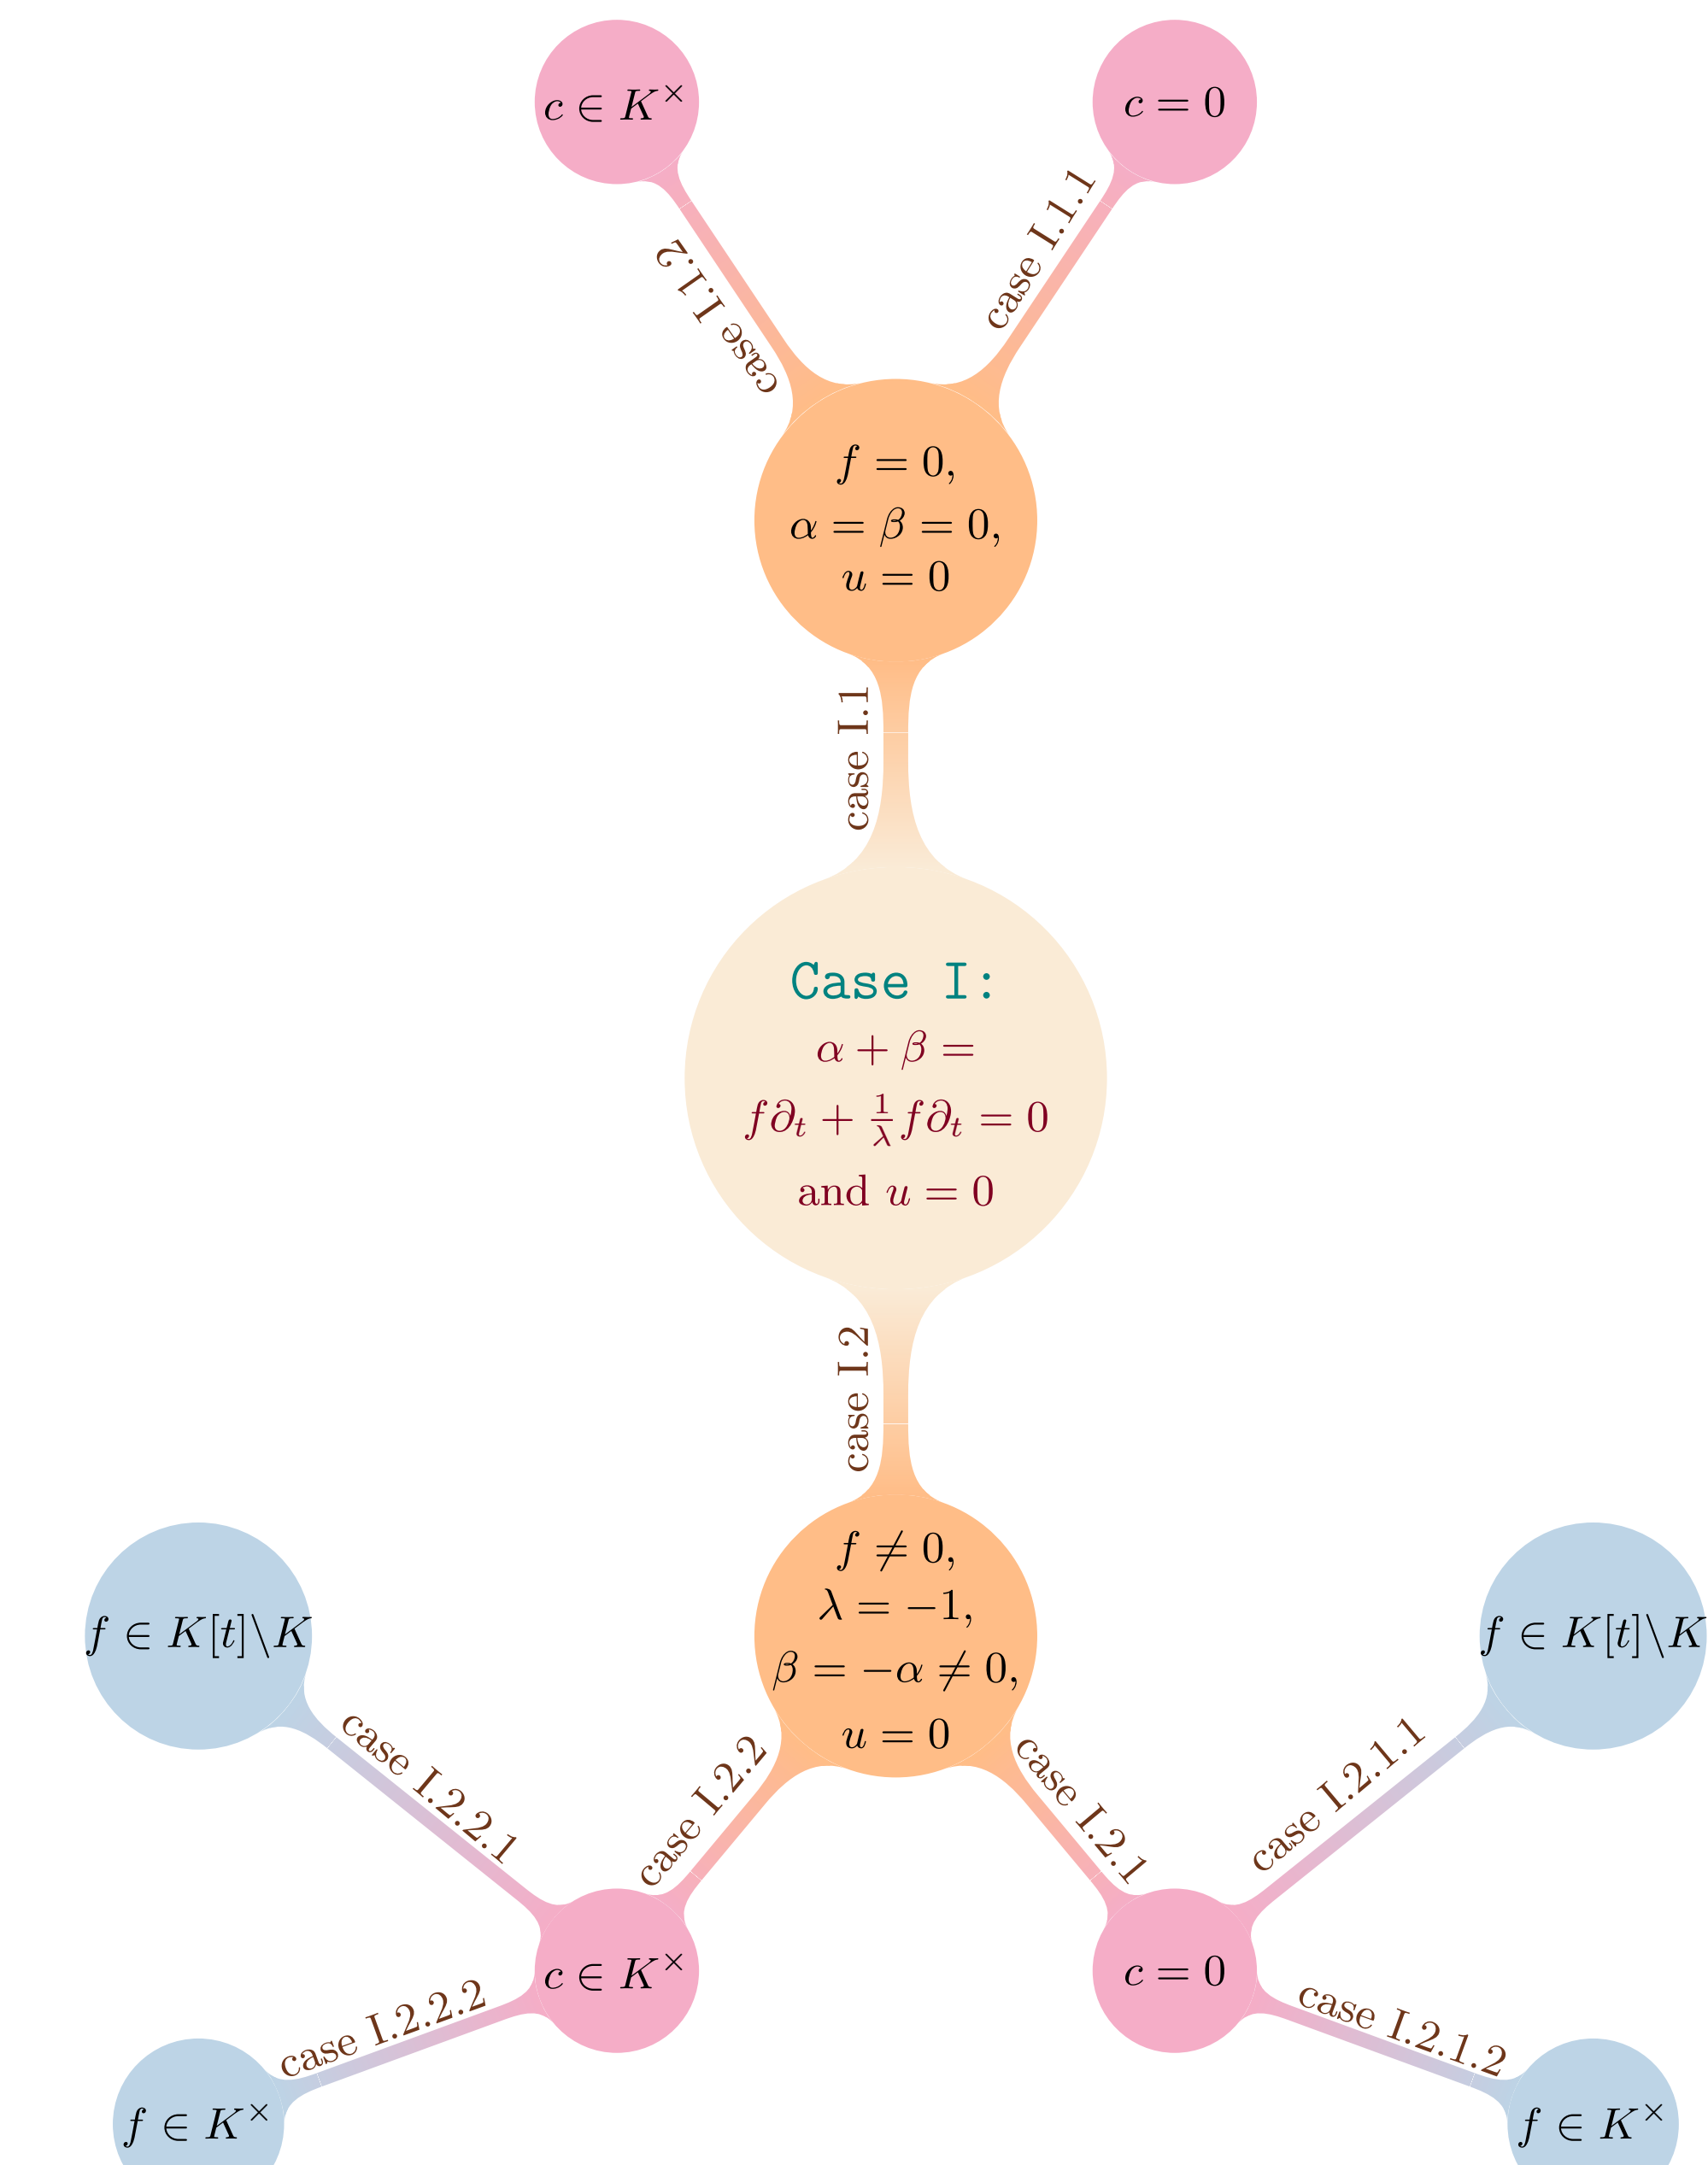 c ∈ K^×
c = 0
case I.1.2
case I.1.1
f = 0,
α = β = 0,
u = 0
case I.1
Case I:
α + β =
f∂_t + \frac{1}{λ} f∂_t = 0
and u = 0
case I.2
f ≠ 0,
λ = −1,
β = −α ≠ 0,
u = 0
f ∈ K[t]\K
f ∈ K[t]\K
case I.2.2.1
case I.2.2
case I.2.1
case I.2.1.1
c ∈ K^×
c = 0
case I.2.2.2
case I.2.1.2
f ∈ K^×
f ∈ K^×